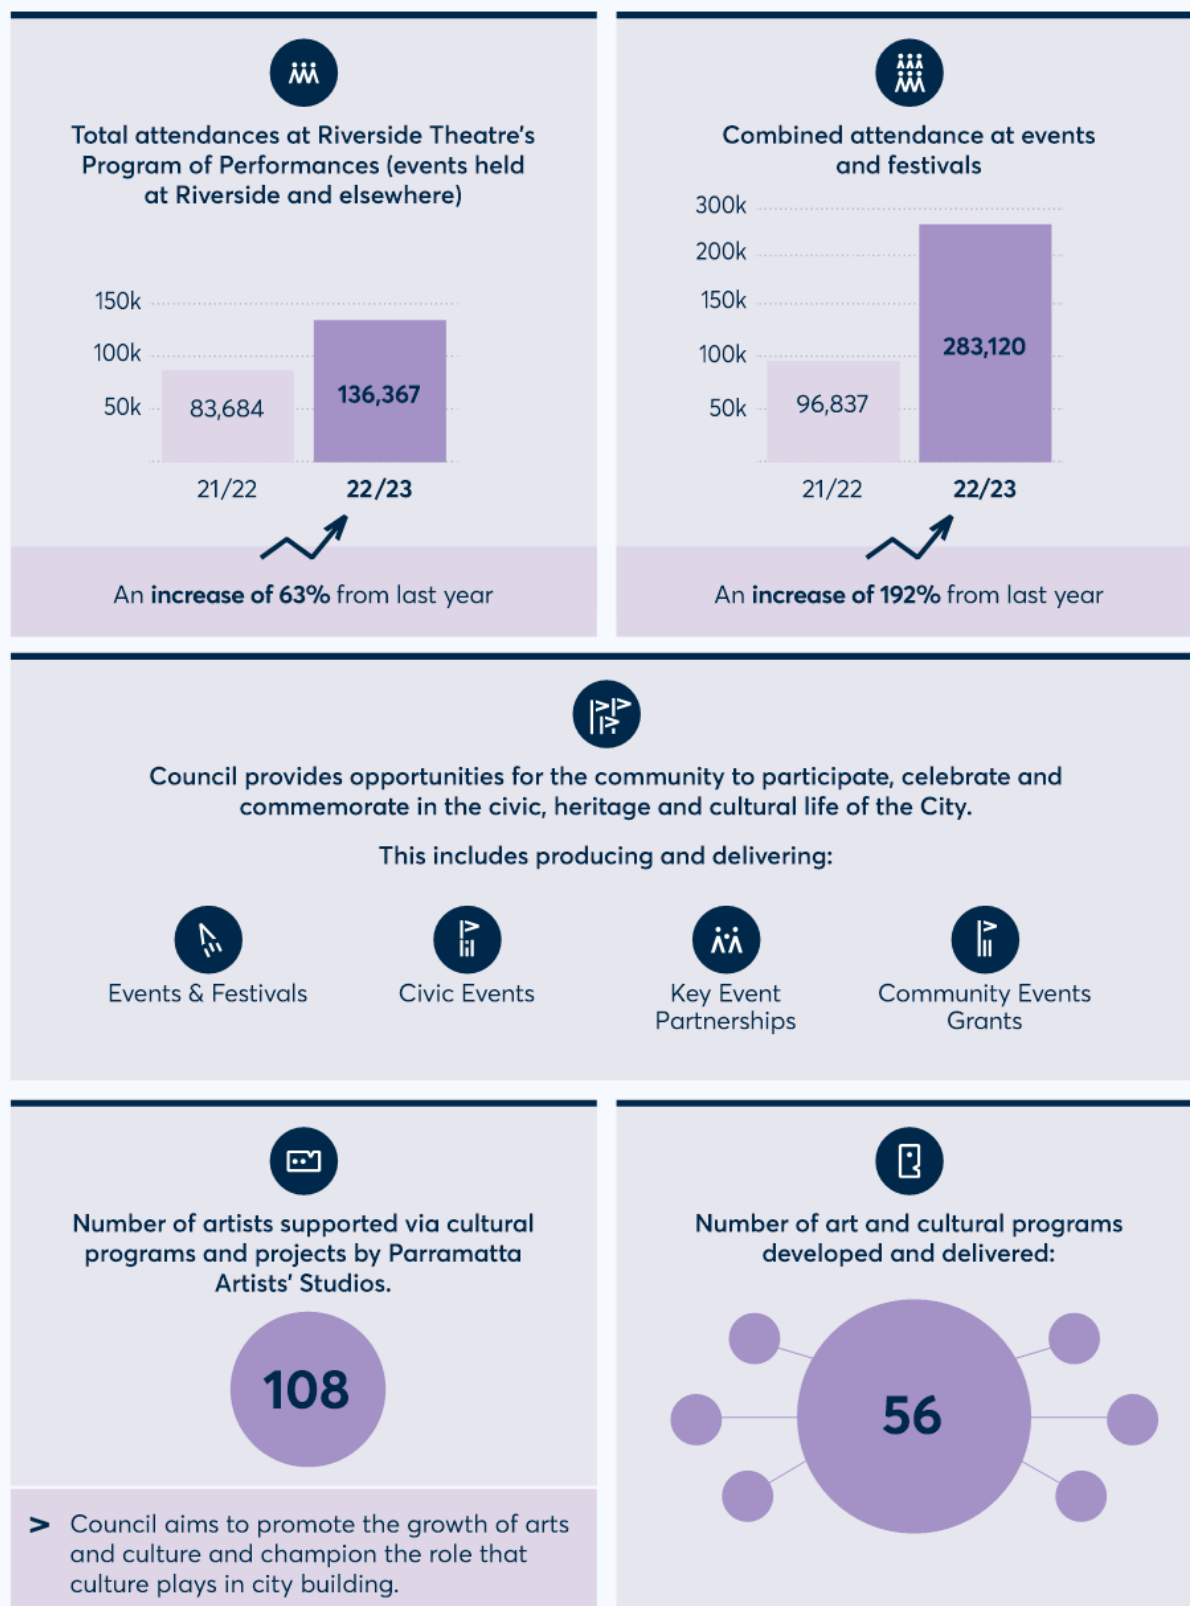 Total attendances at Riverside Theatre's
Program of Performances (events held
at Riverside and elsewhere)
150k
100k
50k
83,684
136,367
21/22
22/23
An increase of 63% from last year
Combined attendance at events
and festivals
300k
200k
150k
100k
50k
96,837
283,120
21/22
22/23
An increase of 192% from last year
Council provides opportunities for the community to participate, celebrate and
commemorate in the civic, heritage and cultural life of the City.
This includes producing and delivering:
Events & Festivals
Civic Events
Key Event
Partnerships
Community Events
Grants
Number of artists supported via cultural
programs and projects by Parramatta
Artists' Studios.
108
> Council aims to promote the growth of arts
and culture and champion the role that
culture plays in city building.
Number of art and cultural programs
developed and delivered:
56